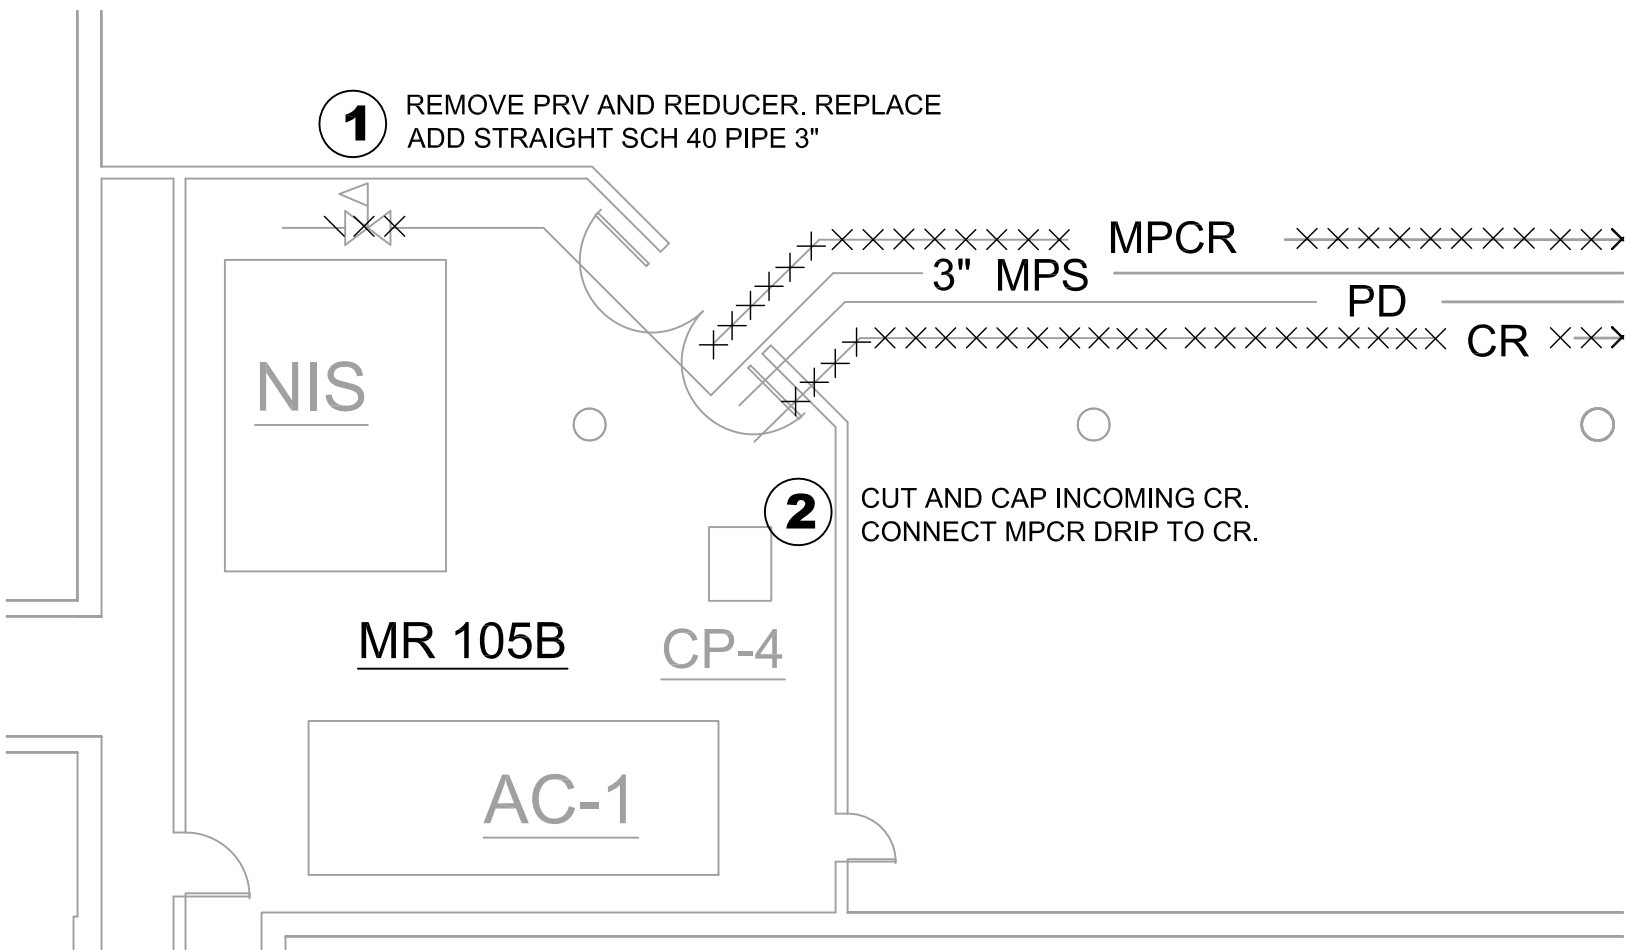 1
REMOVE PRV AND REDUCER. REPLACE
ADD STRAIGHT SCH 40 PIPE 3"
MPCR
3" MPS
PD
CR
NIS
2
CUT AND CAP INCOMING CR.
CONNECT MPCR DRIP TO CR.
MR 105B
CP-4
AC-1